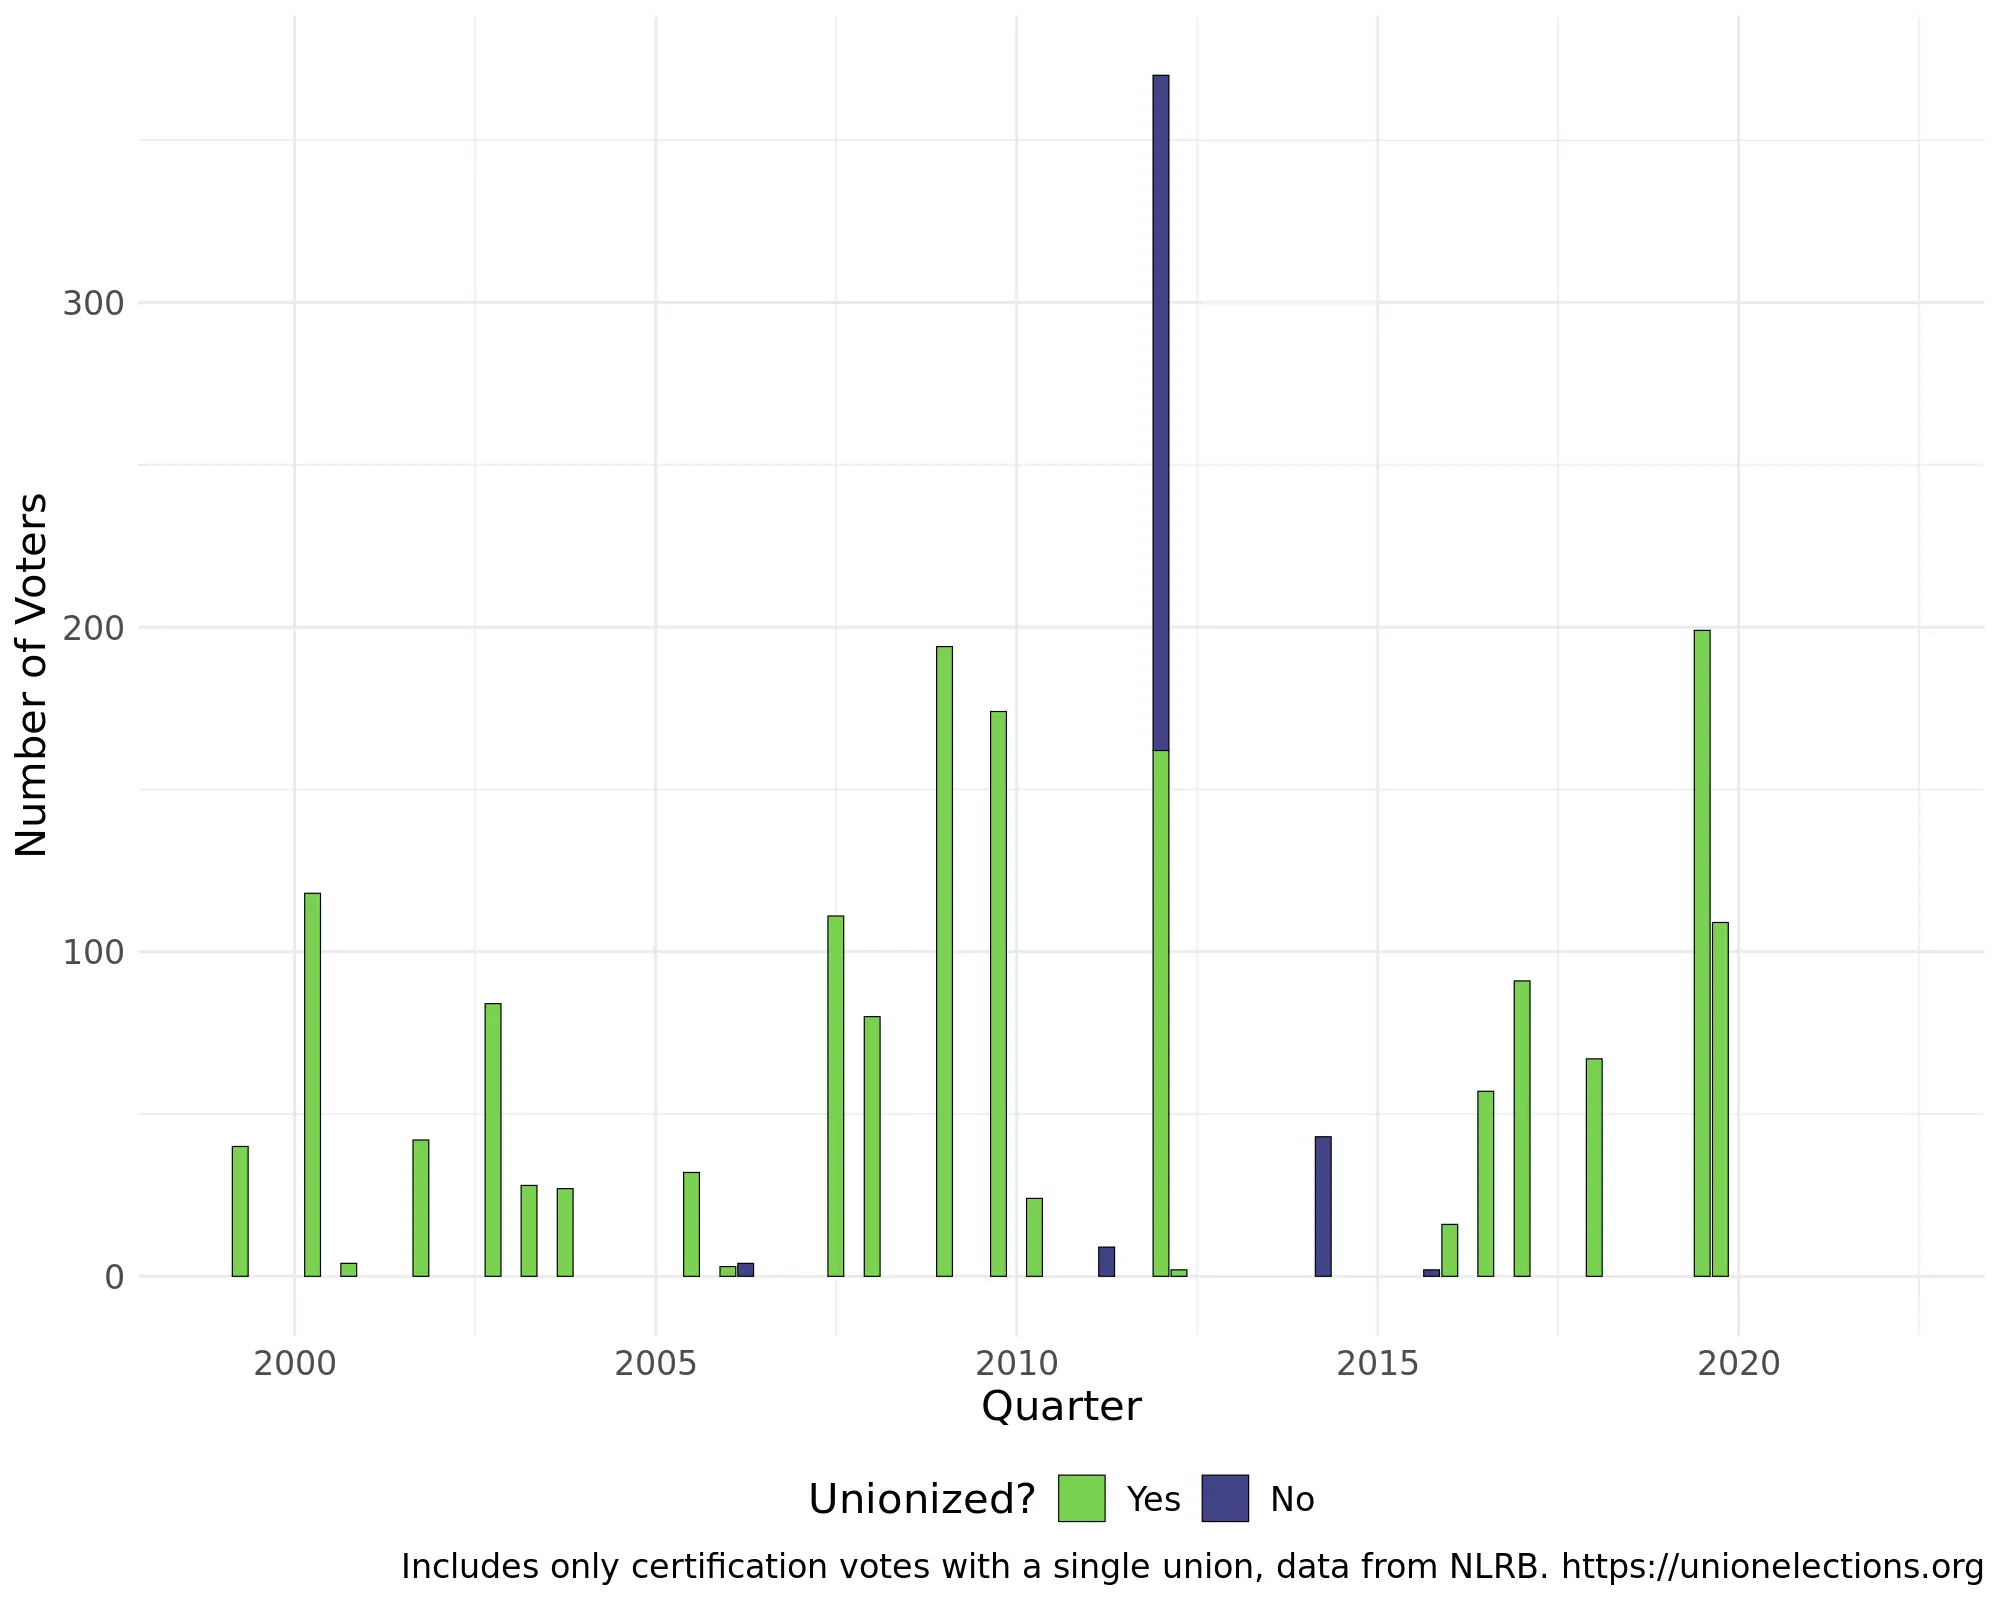 Number of Voters
300
200
100
0
2000 2005 2010 2015 2020
Quarter
Unionized? Yes No
Includes only certification votes with a single union, data from NLRB. https://unionelections.org